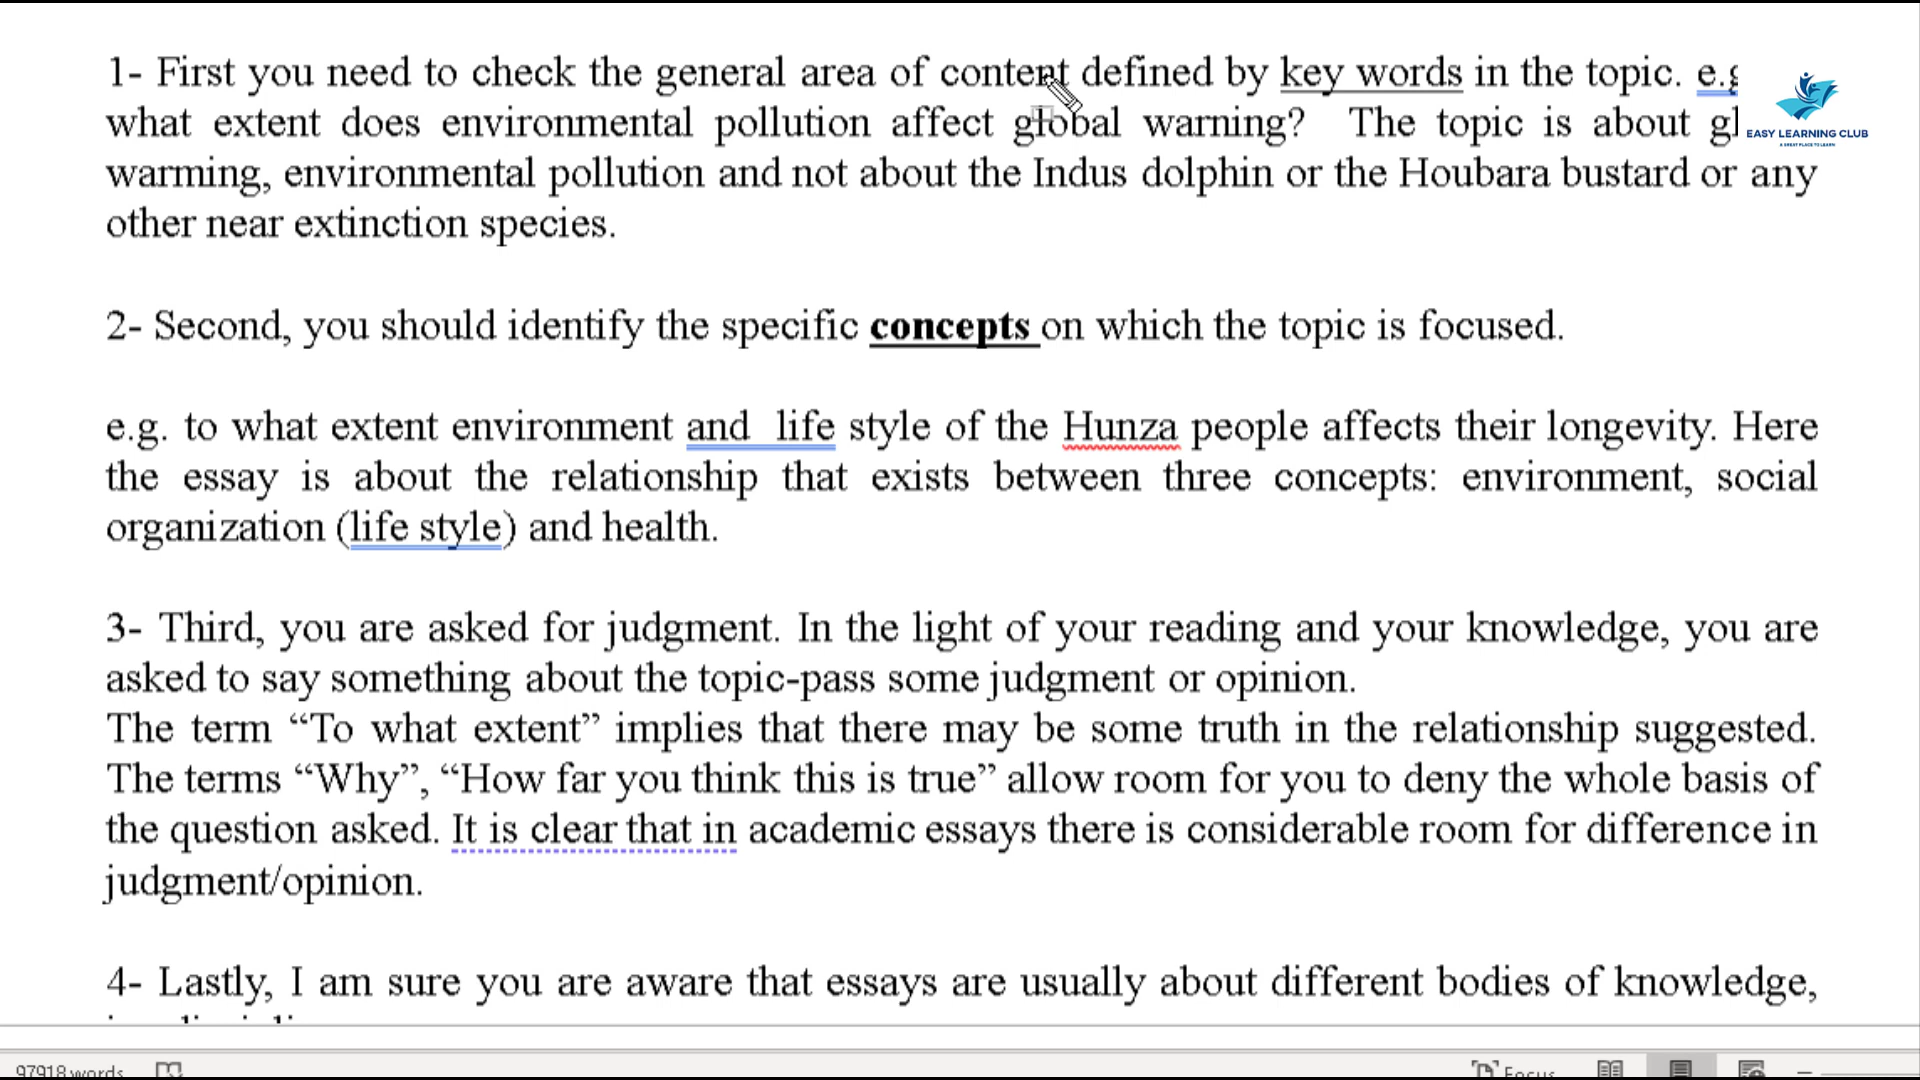 1- First you need to check the general area of content defined by key words in the topic. e.g
what extent does environmental pollution affect global warning? The topic is about gl
EASY LEARNING CLUB
A GREAT PLACE TO LEARN
warming, environmental pollution and not about the Indus dolphin or the Houbara bustard or any
other near extinction species.
2- Second, you should identify the specific concepts on which the topic is focused.
e.g. to what extent environment and life style of the Hunza people affects their longevity. Here
the essay is about the relationship that exists between three concepts: environment, social
organization (life style) and health.
3- Third, you are asked for judgment. In the light of your reading and your knowledge, you are
asked to say something about the topic-pass some judgment or opinion.
The term “To what extent” implies that there may be some truth in the relationship suggested.
The terms “Why”, “How far you think this is true” allow room for you to deny the whole basis of
the question asked. It is clear that in academic essays there is considerable room for difference in
judgment/opinion.
4- Lastly, I am sure you are aware that essays are usually about different bodies of knowledge,
97918 words
Focus